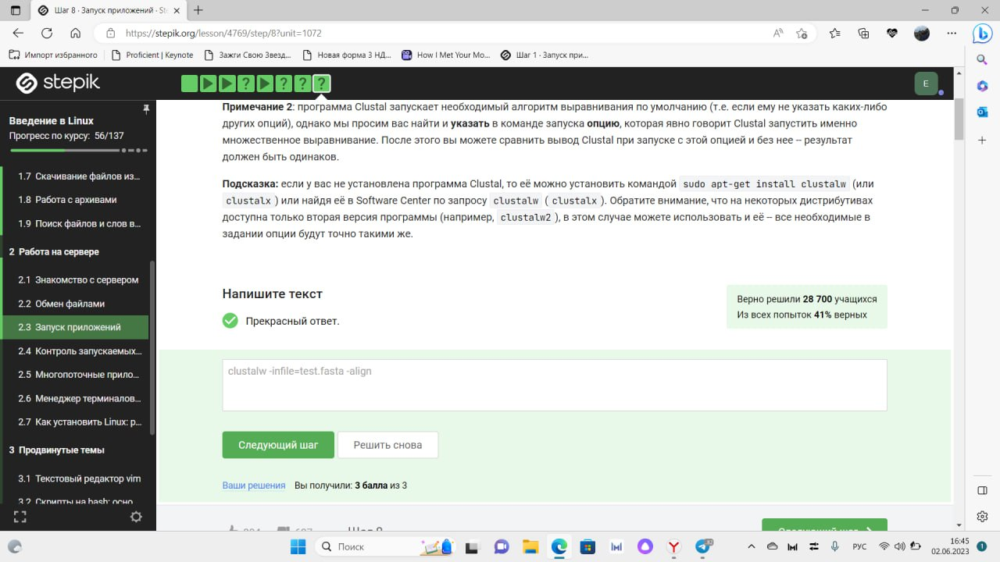 Шаг 8 · Запуск приложений · St
https://stepik.org/lesson/4769/step/8?unit=1072
Импорт избранного
Proficient | Keynote
Зажги Свою Звезд...
Новая форма 3 НД...
How I Met Your Mo...
Шаг 1 · Запуск при...
stepik
E
Введение в Linux
Прогресс по курсу: 56/137
1.7 Скачивание файлов из...
1.8 Работа с архивами
1.9 Поиск файлов и слов в...
2 Работа на сервере
2.1 Знакомство с сервером
2.2 Обмен файлами
2.3 Запуск приложений
2.4 Контроль запускаемых...
2.5 Многопоточные прило...
2.6 Менеджер терминалов...
2.7 Как установить Linux: р...
3 Продвинутые темы
3.1 Текстовый редактор vim
3.2 Скрипты на bash: осно
Примечание 2: программа Clustal запускает необходимый алгоритм выравнивания по умолчанию (т.е. если ему не указать каких-либо
других опций), однако мы просим вас найти и указать в команде запуска опцию, которая явно говорит Clustal запустить именно
множественное выравнивание. После этого вы можете сравнить вывод Clustal при запуске с этой опцией и без нее – результат
должен быть одинаков.
Подсказка: если у вас не установлена программа Clustal, то её можно установить командой sudo apt-get install clustalw (или
clustalx ) или найдя её в Software Center по запросу clustalw ( clustalx ). Обратите внимание, что на некоторых дистрибутивах
доступна только вторая версия программы (например, clustalw2 ), в этом случае можете использовать и её – все необходимые в
задании опции будут точно такими же.
Напишите текст
Прекрасный ответ.
Верно решили 28 700 учащихся
Из всех попыток 41% верных
clustalw -infile=test.fasta -align
Следующий шаг
Решить снова
Ваши решения Вы получили: 3 балла из 3
Шаг 8
Следующий шаг
Поиск
РУС
16:45
02.06.2023